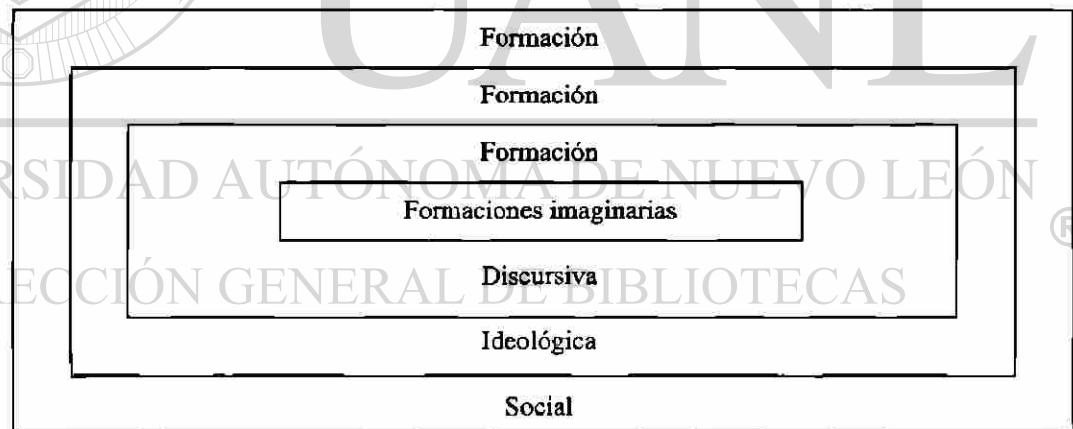 UANL
Formación
Formación
Formación
RSIDAD AUTÓNOMA DE NUEVO LEÓN
Formaciones imaginarias
®
Discursiva
ECCIÓN GENERAL DE BIBLIOTECAS
Ideológica
Social